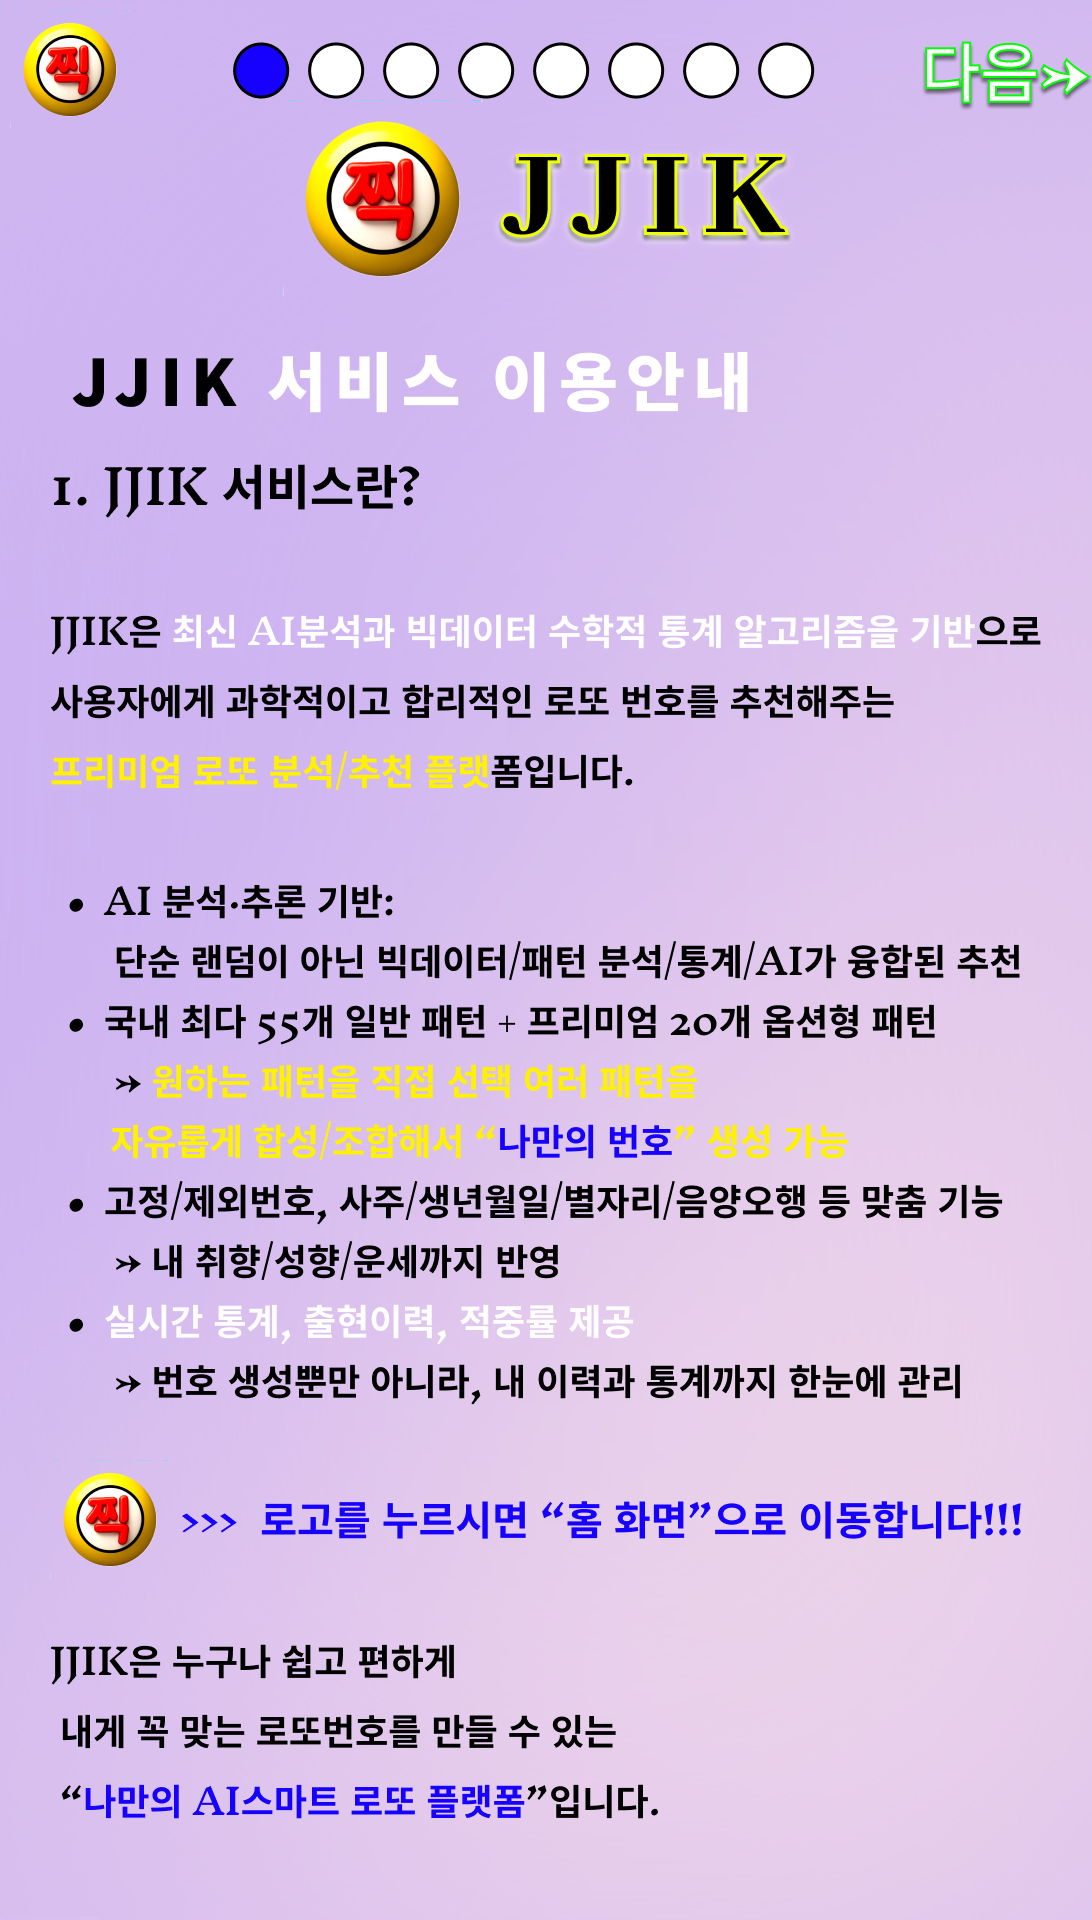 찍
다음➳
찍 JJIK
JJIK 서비스 이용안내
1. JJIK 서비스란?
JJIK은 최신 AI분석과 빅데이터 수학적 통계 알고리즘을 기반으로
사용자에게 과학적이고 합리적인 로또 번호를 추천해주는
프리미엄 로또 분석/추천 플랫폼입니다.
• AI 분석·추론 기반:
단순 랜덤이 아닌 빅데이터/패턴 분석/통계/AI가 융합된 추천
• 국내 최다 55개 일반 패턴 + 프리미엄 20개 옵션형 패턴
➳ 원하는 패턴을 직접 선택 여러 패턴을
자유롭게 합성/조합해서 “나만의 번호” 생성 가능
• 고정/제외번호, 사주/생년월일/별자리/음양오행 등 맞춤 기능
➳ 내 취향/성향/운세까지 반영
• 실시간 통계, 출현이력, 적중률 제공
➳ 번호 생성뿐만 아니라, 내 이력과 통계까지 한눈에 관리
찍 >>> 로고를 누르시면 “홈 화면”으로 이동합니다!!!
JJIK은 누구나 쉽고 편하게
내게 꼭 맞는 로또번호를 만들 수 있는
“나만의 AI스마트 로또 플랫폼”입니다.